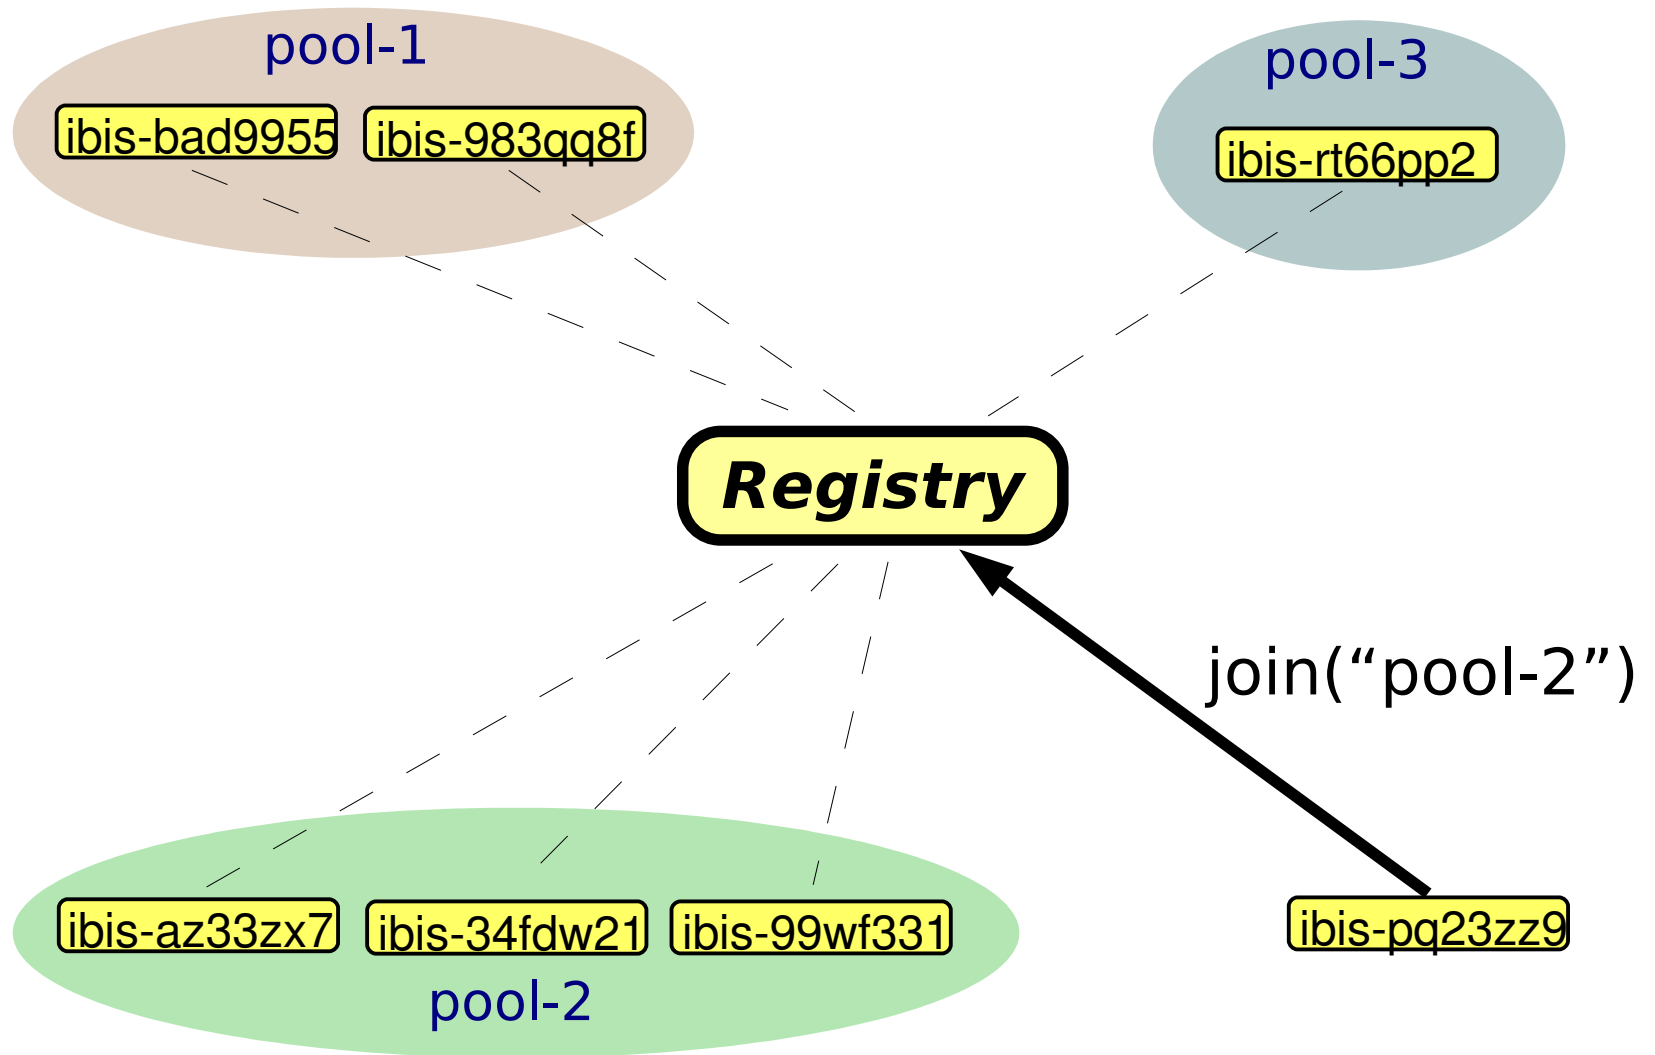 pool-1
ibis-bad9955
ibis-983qq8f
pool-3
ibis-rt66pp2
Registry
join(“pool-2”)
ibis-az33zx7
ibis-34fdw21
ibis-99wf331
pool-2
ibis-pq23zz9